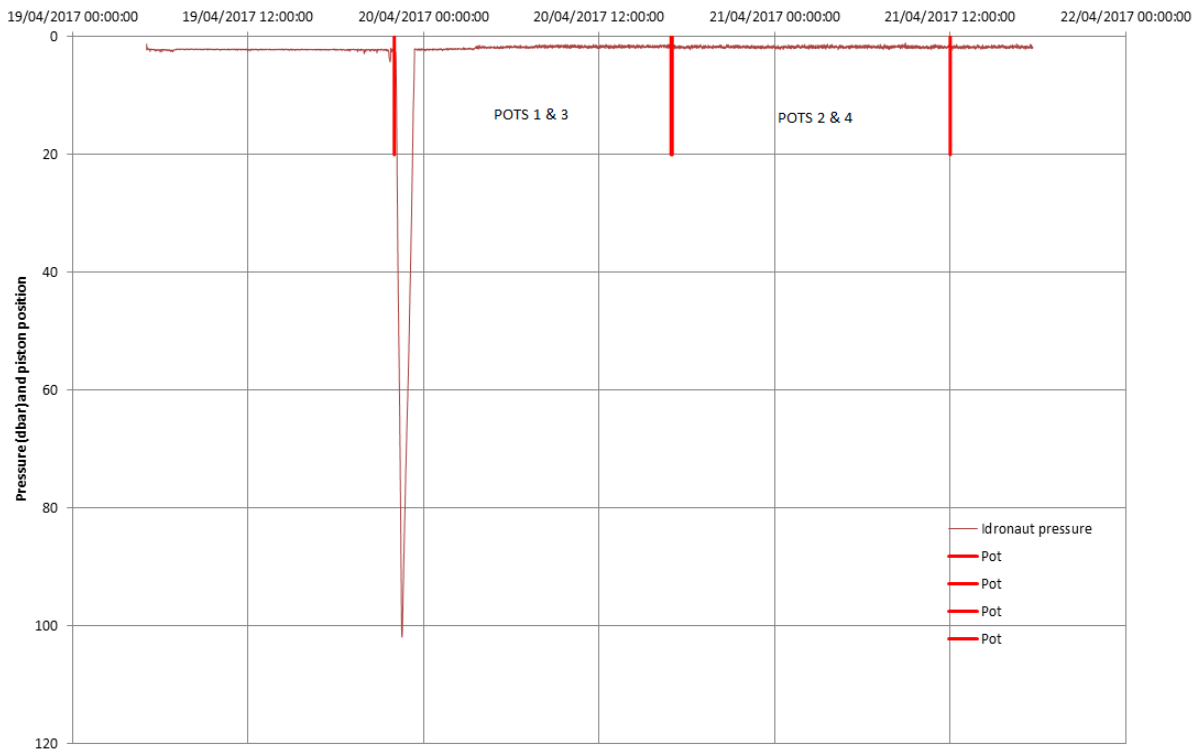 19/04/2017 00:00:00 19/04/2017 12:00:00 20/04/2017 00:00:00 20/04/2017 12:00:00 21/04/2017 00:00:00 21/04/2017 12:00:00 22/04/2017 00:00:00
0
POTS 1 & 3
POTS 2 & 4
20
40
60
80
100
120
Pressure (dbar)and piston position
Idronaut pressure
Pot
Pot
Pot
Pot